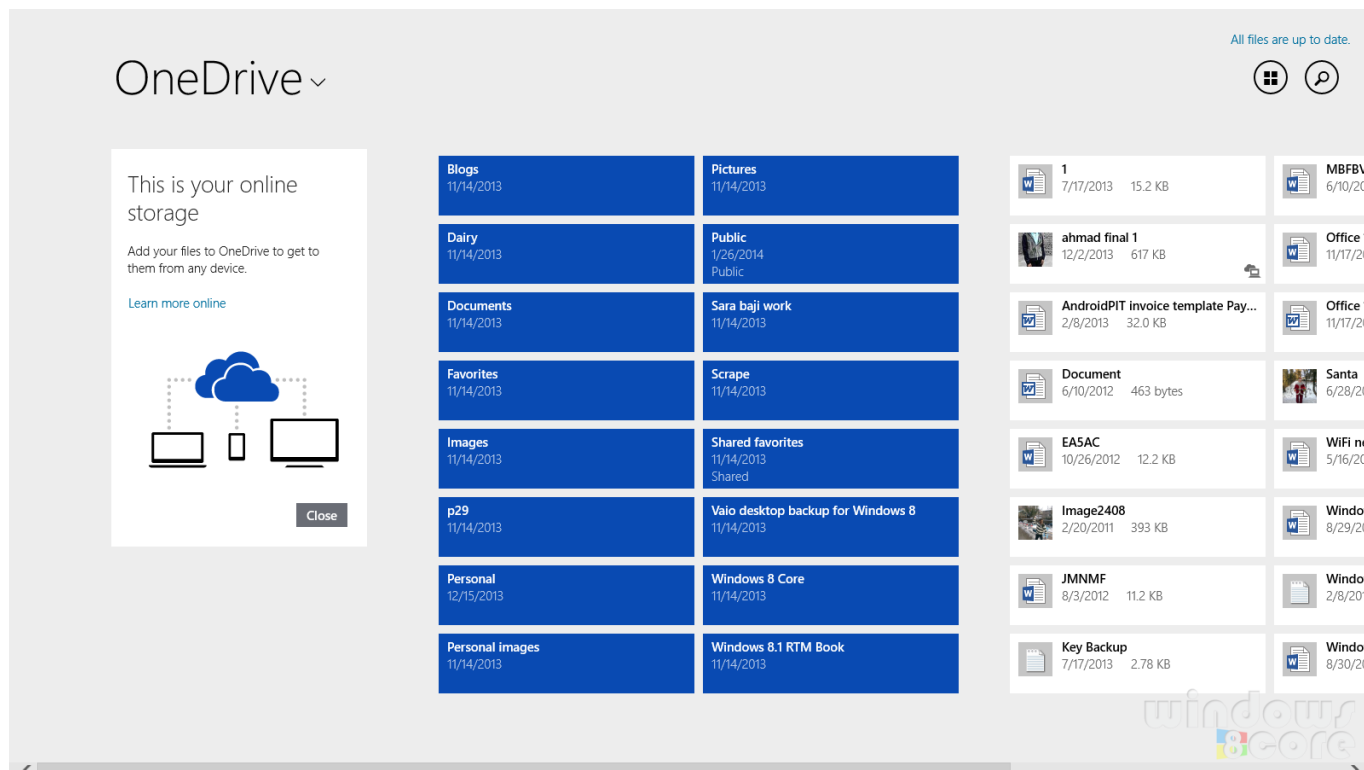 All files are up to date.
OneDrive
This is your online
storage
Add your files to OneDrive to get to
them from any device.
Learn more online
Close
Blogs
11/14/2013
Dairy
11/14/2013
Documents
11/14/2013
Favorites
11/14/2013
Images
11/14/2013
p29
11/14/2013
Personal
12/15/2013
Personal images
11/14/2013
Pictures
11/14/2013
Public
1/26/2014
Public
Sara baji work
11/14/2013
Scrape
11/14/2013
Shared favorites
11/14/2013
Shared
Vaio desktop backup for Windows 8
11/14/2013
Windows 8 Core
11/14/2013
Windows 8.1 RTM Book
11/14/2013
1
7/17/2013 15.2 KB
ahmad final 1
12/2/2013 617 KB
AndroidPIT invoice template Pay...
2/8/2013 32.0 KB
Document
6/10/2012 463 bytes
EA5AC
10/26/2012 12.2 KB
Image2408
2/20/2011 393 KB
JMNMF
8/3/2012 11.2 KB
Key Backup
7/17/2013 2.78 KB
Office
Office
Santa
WiFi
windows
8core